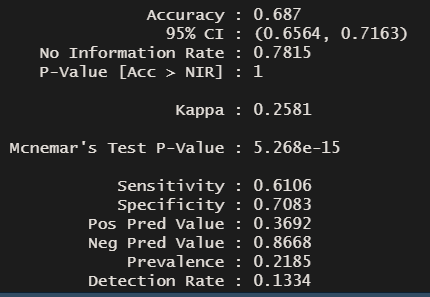 Accuracy : 0.687
95% CI : (0.6564, 0.7163)
No Information Rate : 0.7815
P-Value [Acc > NIR] : 1
Kappa : 0.2581
Mcnemar's Test P-Value : 5.268e-15
Sensitivity : 0.6106
Specificity : 0.7083
Pos Pred Value : 0.3692
Neg Pred Value : 0.8668
Prevalence : 0.2185
Detection Rate : 0.1334